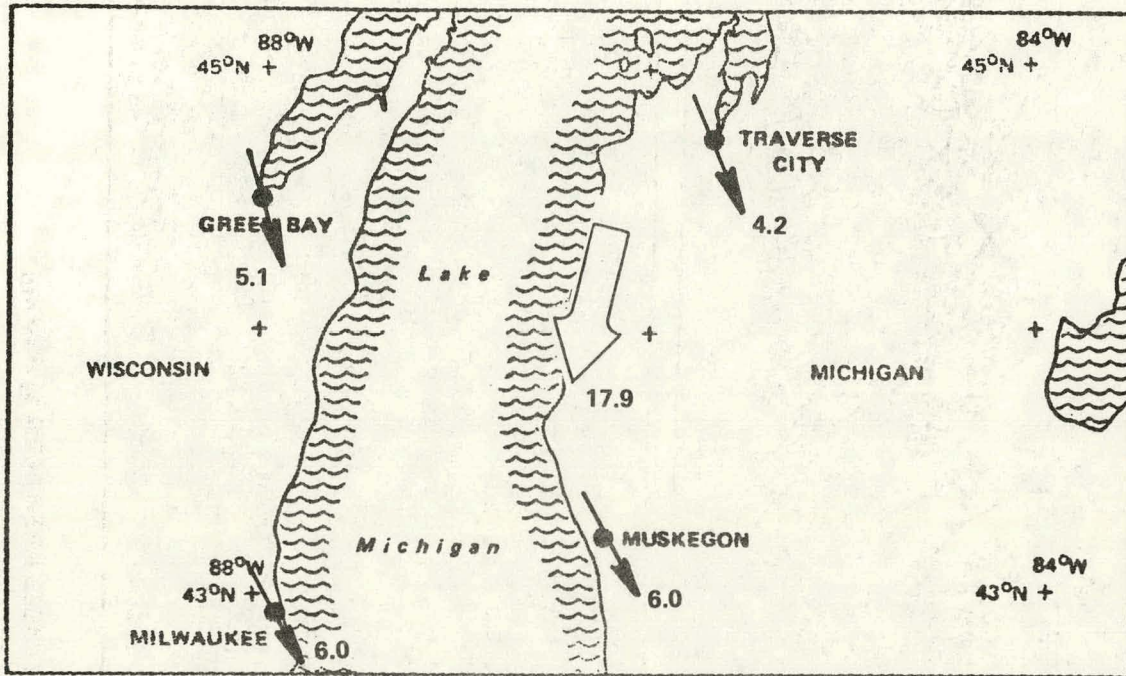 88°W
45°N +
84°W
45°N +
TRAVERSE
CITY
GREEN BAY
4.2
5.1
Lake
WISCONSIN
MICHIGAN
17.9
Michigan
MUSKEGON
88°W
43°N +
84°W
43°N +
6.0
MILWAUKEE
6.0